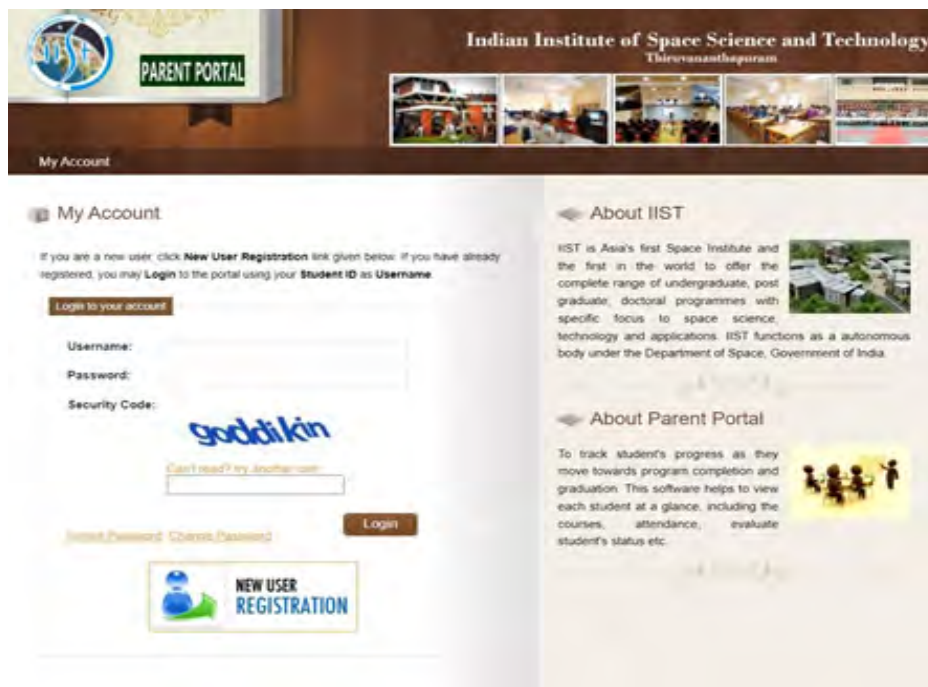 iist
PARENT PORTAL
Indian Institute of Space Science and Technology
Thiruvananthapuram
My Account
My Account
If you are a new user, click New User Registration link given below. If you have already
registered, you may Login to the portal using your Student ID as Username.
Login to your account
Username:
Password:
Security Code:
goddikin
Can't read? try another one
Login
Forgot Password Change Password
NEW USER
REGISTRATION
About IIST
IIST is Asia's first Space Institute and
the first in the world to offer the
complete range of undergraduate, post
graduate, doctoral programmes with
specific focus to space science,
technology and applications. IIST functions as a autonomous
body under the Department of Space, Government of India.
About Parent Portal
To track student's progress as they
move towards program completion and
graduation. This software helps to view
each student at a glance, including the
courses, attendance, evaluate
student's status etc.